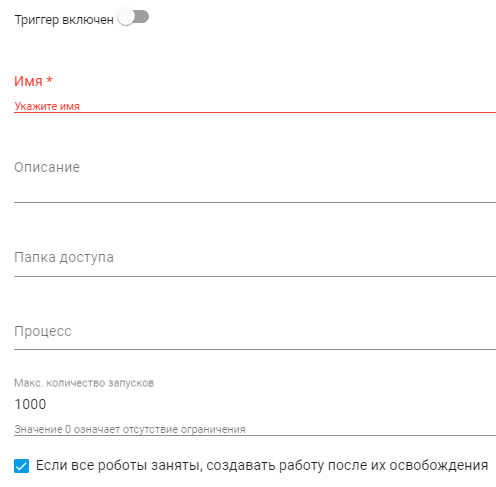 Триггер включен
Имя *
Укажите имя
Описание
Папка доступа
Процесс
Макс. количество запусков
1000
Значение 0 означает отсутствие ограничения
Если все роботы заняты, создавать работу после их освобождения